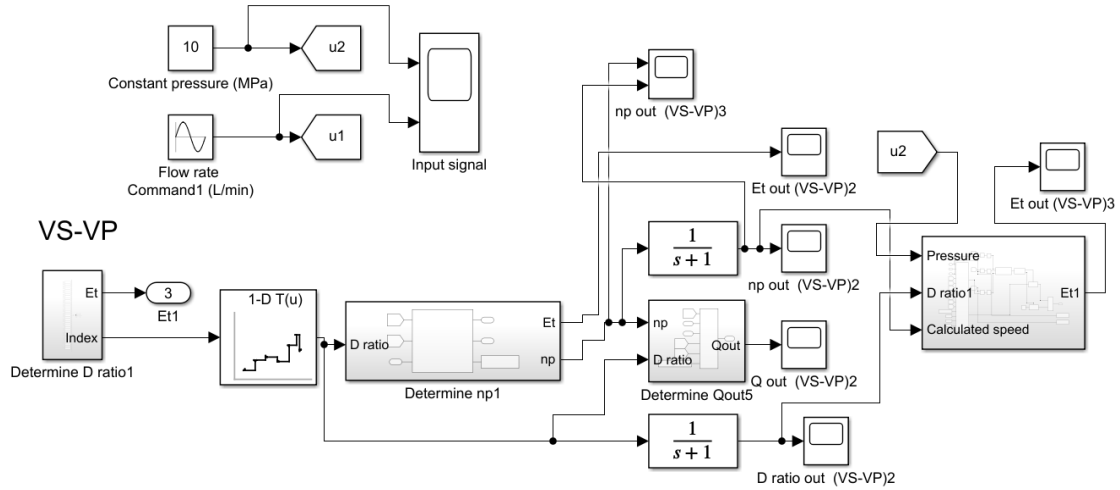 10
u2
Constant pressure (MPa)
u1
Flow rate
Command1 (L/min)
Input signal
np out  (VS-VP)3
Et out (VS-VP)2
u2
Et out (VS-VP)3
VS-VP
Et
Index
Determine D ratio1
3
Et1
1-D T(u)
D ratio
Et
np
Determine np1
1
s + 1
np out  (VS-VP)2
np
D ratio
Qout
Determine Qout5
Q out  (VS-VP)2
1
s + 1
D ratio out  (VS-VP)2
Pressure
D ratio1
Calculated speed
Et1